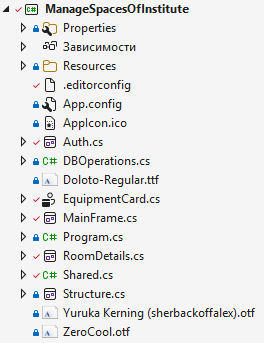 ManageSpacesOfInstitute
Properties
Зависимости
Resources
.editorconfig
App.config
AppIcon.ico
Auth.cs
C# DBOperations.cs
Doloto-Regular.ttf
EquipmentCard.cs
MainFrame.cs
C# Program.cs
RoomDetails.cs
C# Shared.cs
Structure.cs
Yuruka Kerning (sherbackoffalex).otf
ZeroCool.otf